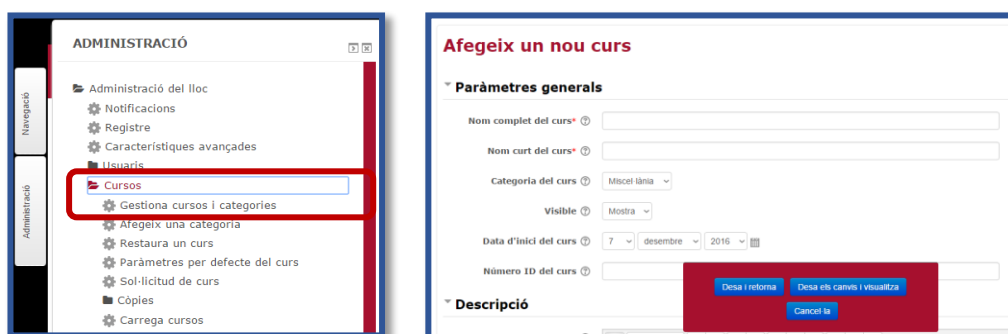 Navegació
Administració
ADMINISTRACIÓ
Administració del lloc
Notificacions
Registre
Característiques avançades
Usuaris
Cursos
Gestiona cursos i categories
Afegeix una categoria
Restaura un curs
Paràmetres per defecte del curs
Sol·licitud de curs
Còpies
Carrega cursos
Afegeix un nou curs
Paràmetres generals
Nom complet del curs*
Nom curt del curs*
Categoria del curs Miscel·lània
Visible Mostra
Data d'inici del curs 7 desembre 2016
Número ID del curs
Desa i retorna Desa els canvis i visualitza
Cancel·la
Descripció